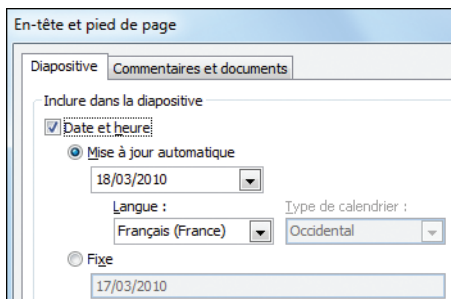 En-tête et pied de page
Diapositive Commentaires et documents
Inclure dans la diapositive
Date et heure
Mise à jour automatique
18/03/2010
Langue : Type de calendrier :
Français (France) Occidental
Fixe
17/03/2010